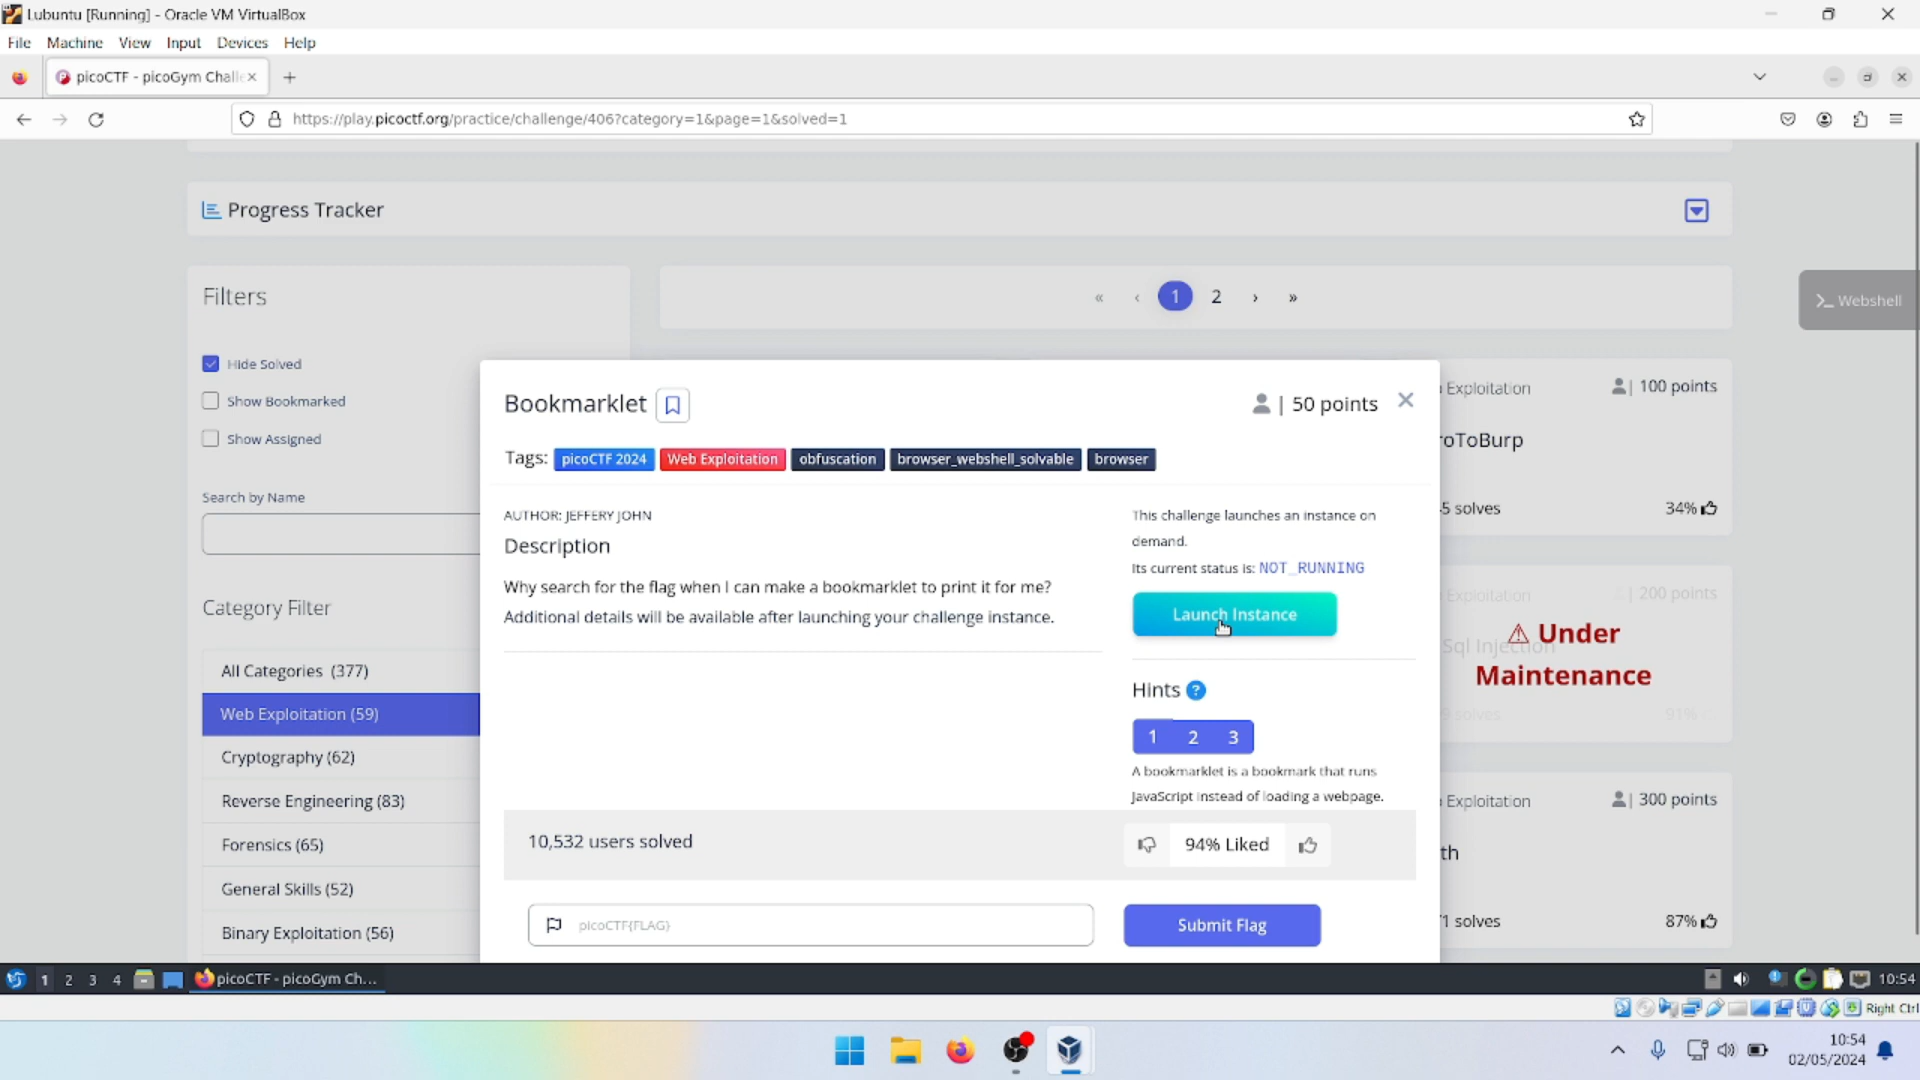 Lubuntu [Running] - Oracle VM VirtualBox
File Machine View Input Devices Help
picoCTF - picoGym Challe
https://play.picoctf.org/practice/challenge/406?category=1&page=1&solved=1
Progress Tracker
Filters
« ‹ 1 2 › »
>_ Webshell
Hide Solved
Show Bookmarked
Show Assigned
Search by Name
Category Filter
All Categories (377)
Web Exploitation (59)
Cryptography (62)
Reverse Engineering (83)
Forensics (65)
General Skills (52)
Binary Exploitation (56)
Bookmarklet
| 50 points
Tags: picoCTF 2024 Web Exploitation obfuscation browser_webshell_solvable browser
AUTHOR: JEFFERY JOHN
Description
Why search for the flag when I can make a bookmarklet to print it for me?
Additional details will be available after launching your challenge instance.
This challenge launches an instance on
demand.
Its current status is: NOT_RUNNING
Launch Instance
Hints ?
1 2 3
A bookmarklet is a bookmark that runs
JavaScript instead of loading a webpage.
10,532 users solved
94% Liked
picoCTF{FLAG}
Submit Flag
Exploitation | 100 points
roToBurp
5 solves 34%
Exploitation | 200 points
Sql Injection
Under
Maintenance
9 solves 91%
Exploitation | 300 points
th
1 solves 87%
1 2 3 4 picoCTF - picoGym Ch... 10:54
Right Ctrl
10:54
02/05/2024